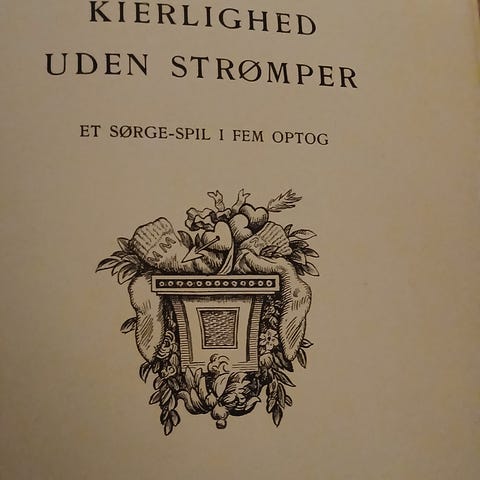 KIERLIGHED
UDEN STRØMPER
ET SØRGE-SPIL I FEM OPTOG